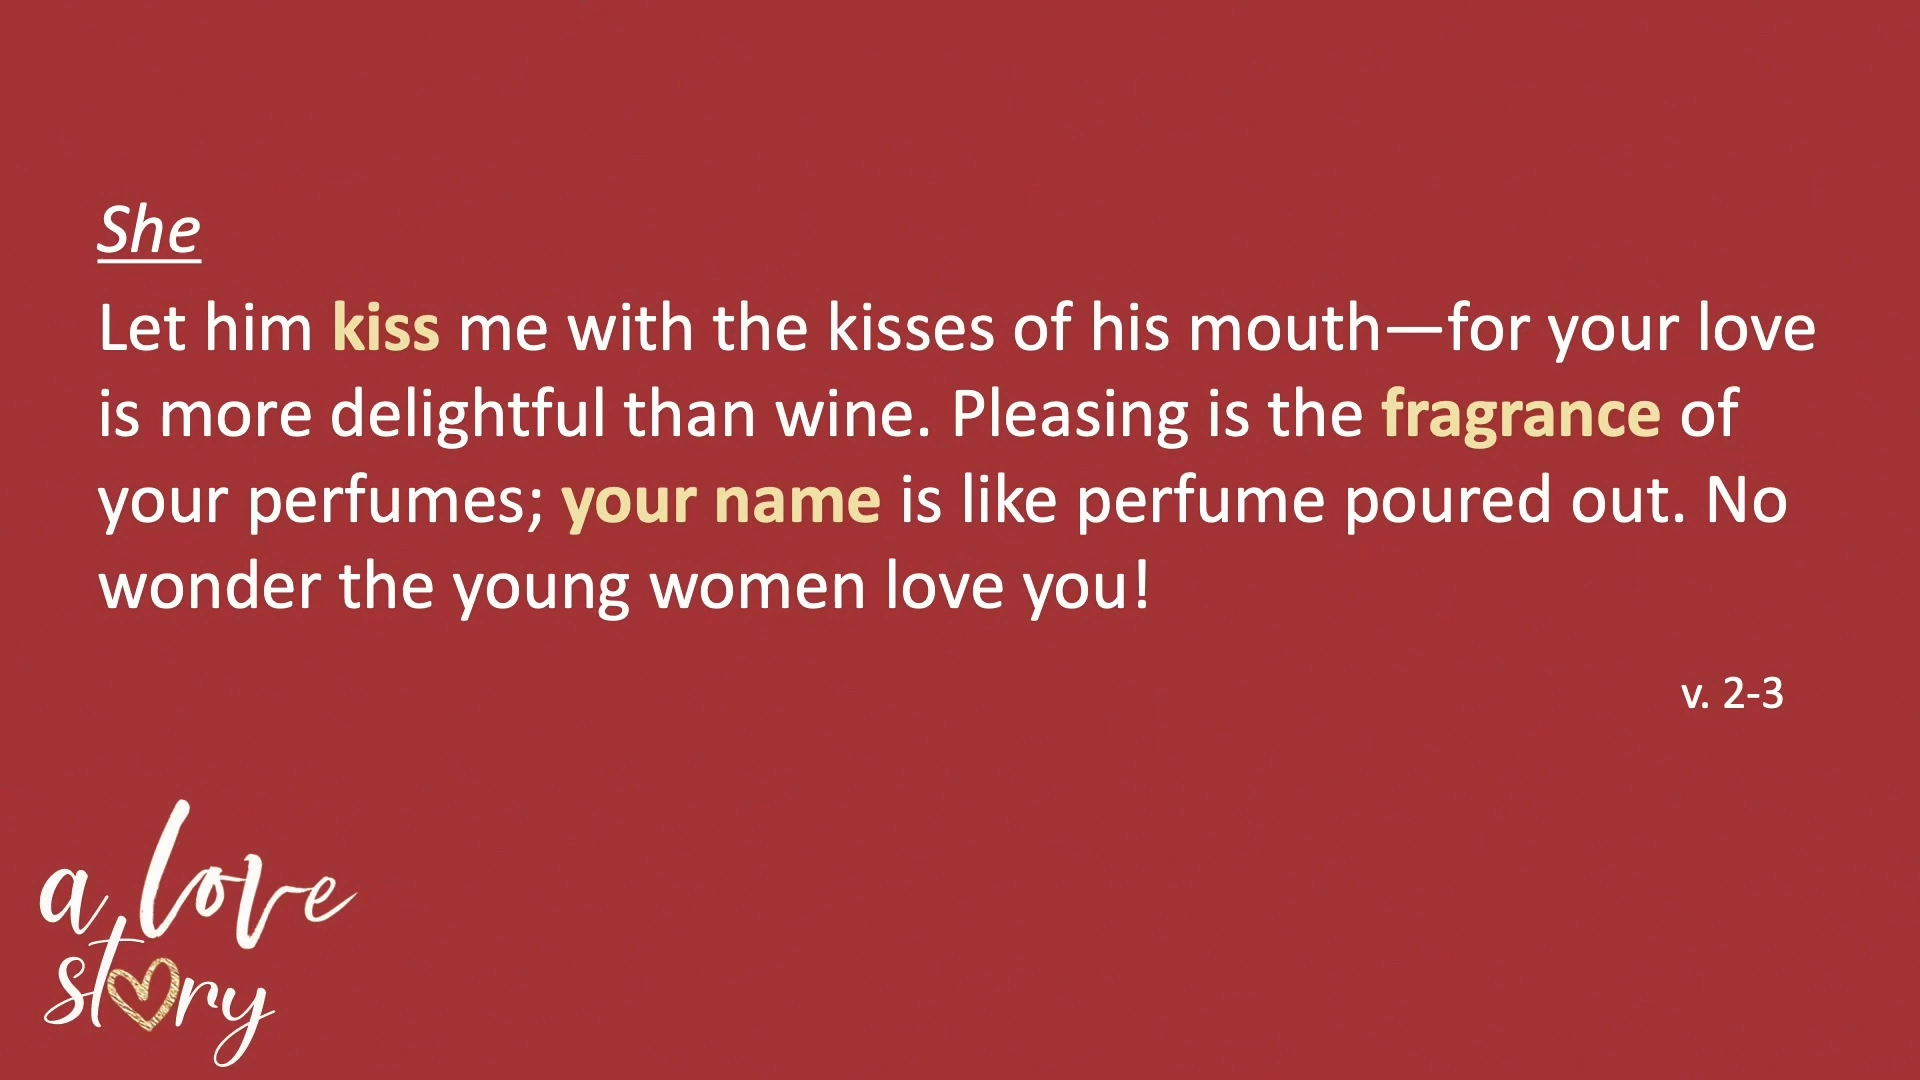 She
Let him kiss me with the kisses of his mouth—for your love
is more delightful than wine. Pleasing is the fragrance of
your perfumes; your name is like perfume poured out. No
wonder the young women love you!
v. 2-3
a love
story